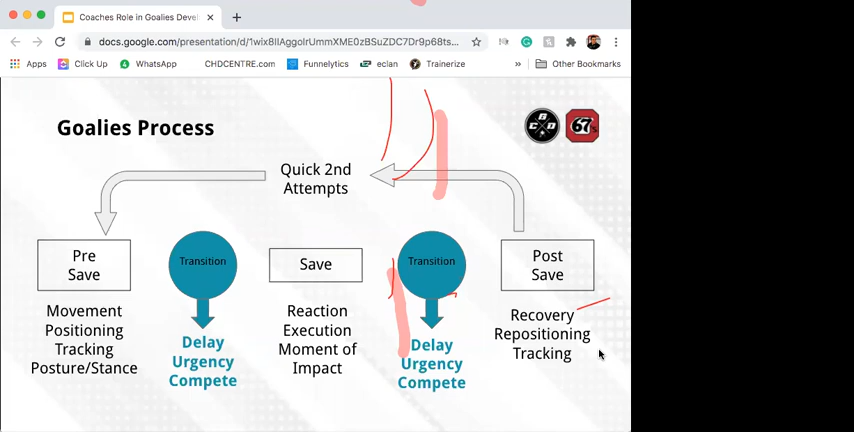 Coaches Role in Goalies Devel
docs.google.com/presentation/d/1wix8IIAggolrUmmXME0zBSuZDC7Dr9p68ts...
Apps Click Up WhatsApp CHDCENTRE.com Funnelytics eclan Trainerize » Other Bookmarks
Goalies Process
B
C D
67's
Quick 2nd
Attempts
Pre
Save
Transition
Save
Transition
Post
Save
Movement
Positioning
Tracking
Posture/Stance
Delay
Urgency
Compete
Reaction
Execution
Moment of
Impact
Delay
Urgency
Compete
Recovery
Repositioning
Tracking